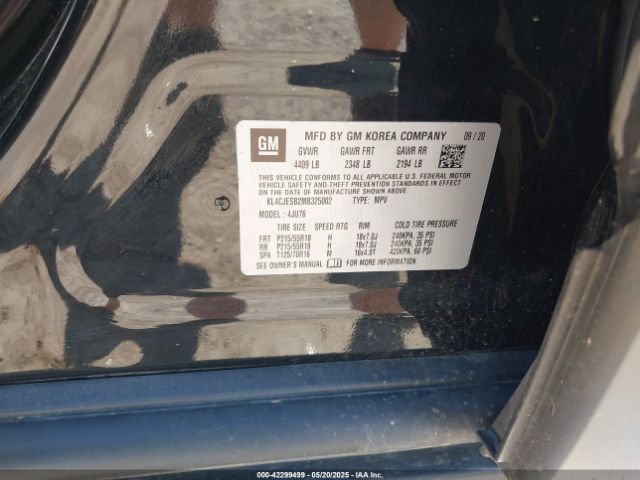 GM
MFD BY GM KOREA COMPANY 09/20
GVWR GAWR FRT GAWR RR
4409 LB 2348 LB 2194 LB
THIS VEHICLE CONFORMS TO ALL APPLICABLE U.S. FEDERAL MOTOR
VEHICLE SAFETY AND-THEFT PREVENTION STANDARDS IN EFFECT ON
THE DATE OF MANUFACTURE SHOWN ABOVE.
KL4CJESB2MB325002 TYPE: MPV
MODEL: 4JU76
TIRE SIZE SPEED RTG RIM COLD TIRE PRESSURE
FRT P215/55R18 H 18x7.0J 240KPA, 35 PSI
RR P215/55R18 H 18x7.0J 240KPA, 35 PSI
SPA T125/70R16 M 16x4.0T 420KPA, 60 PSI
SEE OWNER'S MANUAL FOR ADDITIONAL INFORMATION.
000-42299499 - 05/20/2025 - IAAI.COM